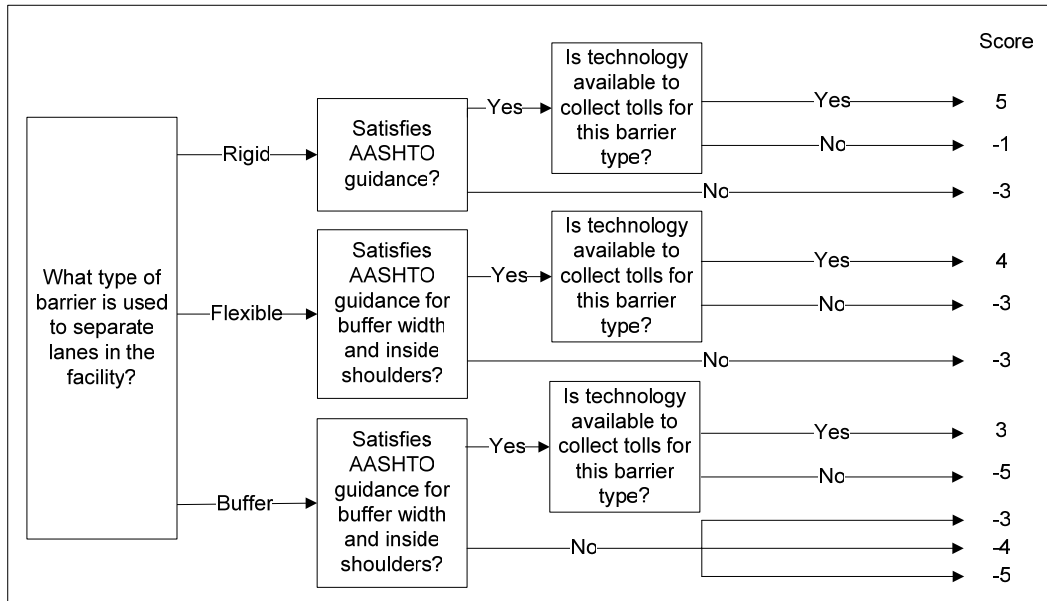 Score
What type of
barrier is used
to separate
lanes in the
facility?
Rigid
Satisfies
AASHTO
guidance?
Yes
Is technology
available to
collect tolls for
this barrier
type?
Yes
5
No
-1
No
-3
Flexible
Satisfies
AASHTO
guidance for
buffer width
and inside
shoulders?
Yes
Is technology
available to
collect tolls for
this barrier
type?
Yes
4
No
-3
No
-3
Buffer
Satisfies
AASHTO
guidance for
buffer width
and inside
shoulders?
Yes
Is technology
available to
collect tolls for
this barrier
type?
Yes
3
No
-5
No
-3
-4
-5